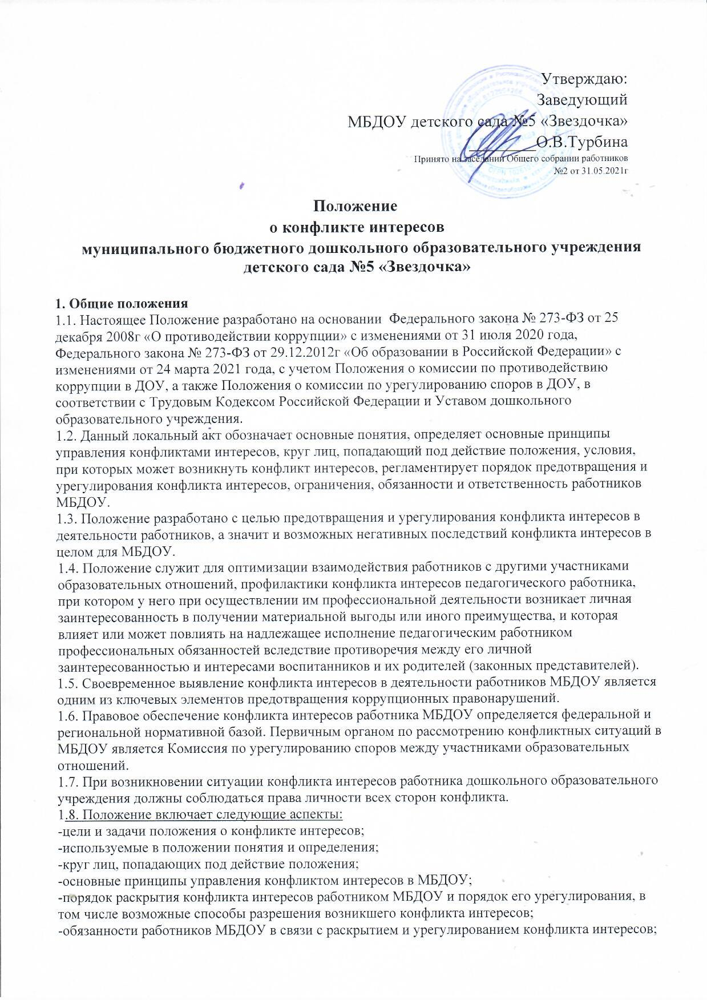 Утверждаю:
Заведующий
МБДОУ детского сада №5 «Звездочка»
________О.В.Турбина
Принято на заседании Общего собрании работников
№2 от 31.05.2021г
Положение
о конфликте интересов
муниципального бюджетного дошкольного образовательного учреждения
детского сада №5 «Звездочка»
1. Общие положения
1.1. Настоящее Положение разработано на основании Федерального закона № 273-ФЗ от 25
декабря 2008г «О противодействии коррупции» с изменениями от 31 июля 2020 года,
Федерального закона № 273-ФЗ от 29.12.2012г «Об образовании в Российской Федерации» с
изменениями от 24 марта 2021 года, с учетом Положения о комиссии по противодействию
коррупции в ДОУ, а также Положения о комиссии по урегулированию споров в ДОУ, в
соответствии с Трудовым Кодексом Российской Федерации и Уставом дошкольного
образовательного учреждения.
1.2. Данный локальный акт обозначает основные понятия, определяет основные принципы
управления конфликтами интересов, круг лиц, попадающий под действие положения, условия,
при которых может возникнуть конфликт интересов, регламентирует порядок предотвращения и
урегулирования конфликта интересов, ограничения, обязанности и ответственность работников
МБДОУ.
1.3. Положение разработано с целью предотвращения и урегулирования конфликта интересов в
деятельности работников, а значит и возможных негативных последствий конфликта интересов в
целом для МБДОУ.
1.4. Положение служит для оптимизации взаимодействия работников с другими участниками
образовательных отношений, профилактики конфликта интересов педагогического работника,
при котором у него при осуществлении им профессиональной деятельности возникает личная
заинтересованность в получении материальной выгоды или иного преимущества, и которая
влияет или может повлиять на надлежащее исполнение педагогическим работником
профессиональных обязанностей вследствие противоречия между его личной
заинтересованностью и интересами воспитанников и их родителей (законных представителей).
1.5. Своевременное выявление конфликта интересов в деятельности работников МБДОУ является
одним из ключевых элементов предотвращения коррупционных правонарушений.
1.6. Правовое обеспечение конфликта интересов работника МБДОУ определяется федеральной и
региональной нормативной базой. Первичным органом по рассмотрению конфликтных ситуаций в
МБДОУ является Комиссия по урегулированию споров между участниками образовательных
отношений.
1.7. При возникновении ситуации конфликта интересов работника дошкольного образовательного
учреждения должны соблюдаться права личности всех сторон конфликта.
1.8. Положение включает следующие аспекты:
-цели и задачи положения о конфликте интересов;
-используемые в положении понятия и определения;
-круг лиц, попадающих под действие положения;
-основные принципы управления конфликтом интересов в МБДОУ;
-порядок раскрытия конфликта интересов работником МБДОУ и порядок его урегулирования, в
том числе возможные способы разрешения возникшего конфликта интересов;
-обязанности работников МБДОУ в связи с раскрытием и урегулированием конфликта интересов;